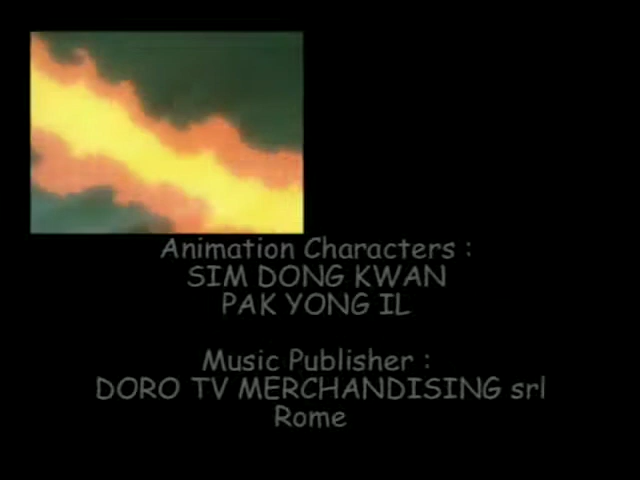 Animation Characters :
SIM DONG KWAN
PAK YONG IL
Music Publisher :
DORO TV MERCHANDISING srl
Rome